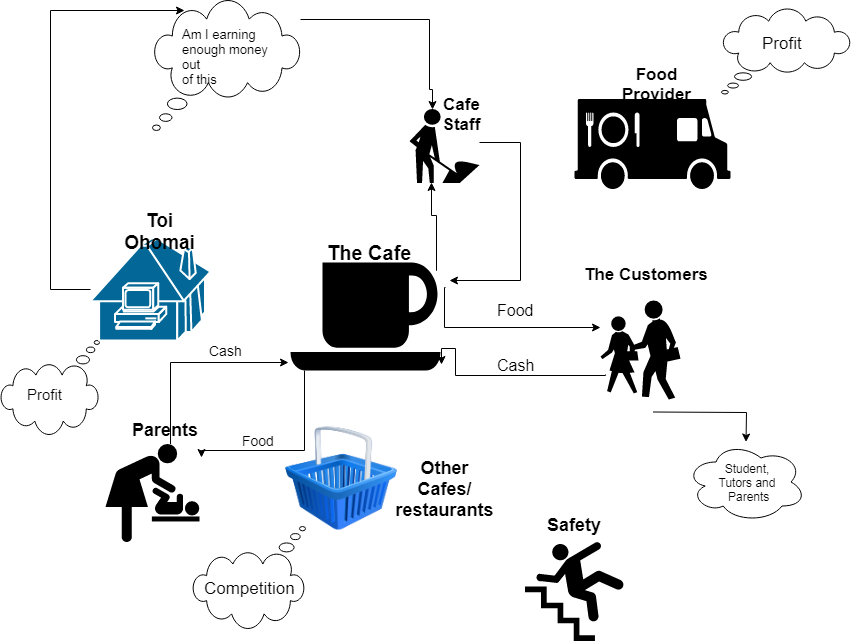 Am I earning
enough money
out
of this
Profit
Food
Provider
Cafe
Staff
Toi
Ohomai
The Cafe
The Customers
Food
Cash
Cash
Profit
Parents
Food
Other
Cafes/
restaurants
Student,
Tutors and
Parents
Safety
Competition